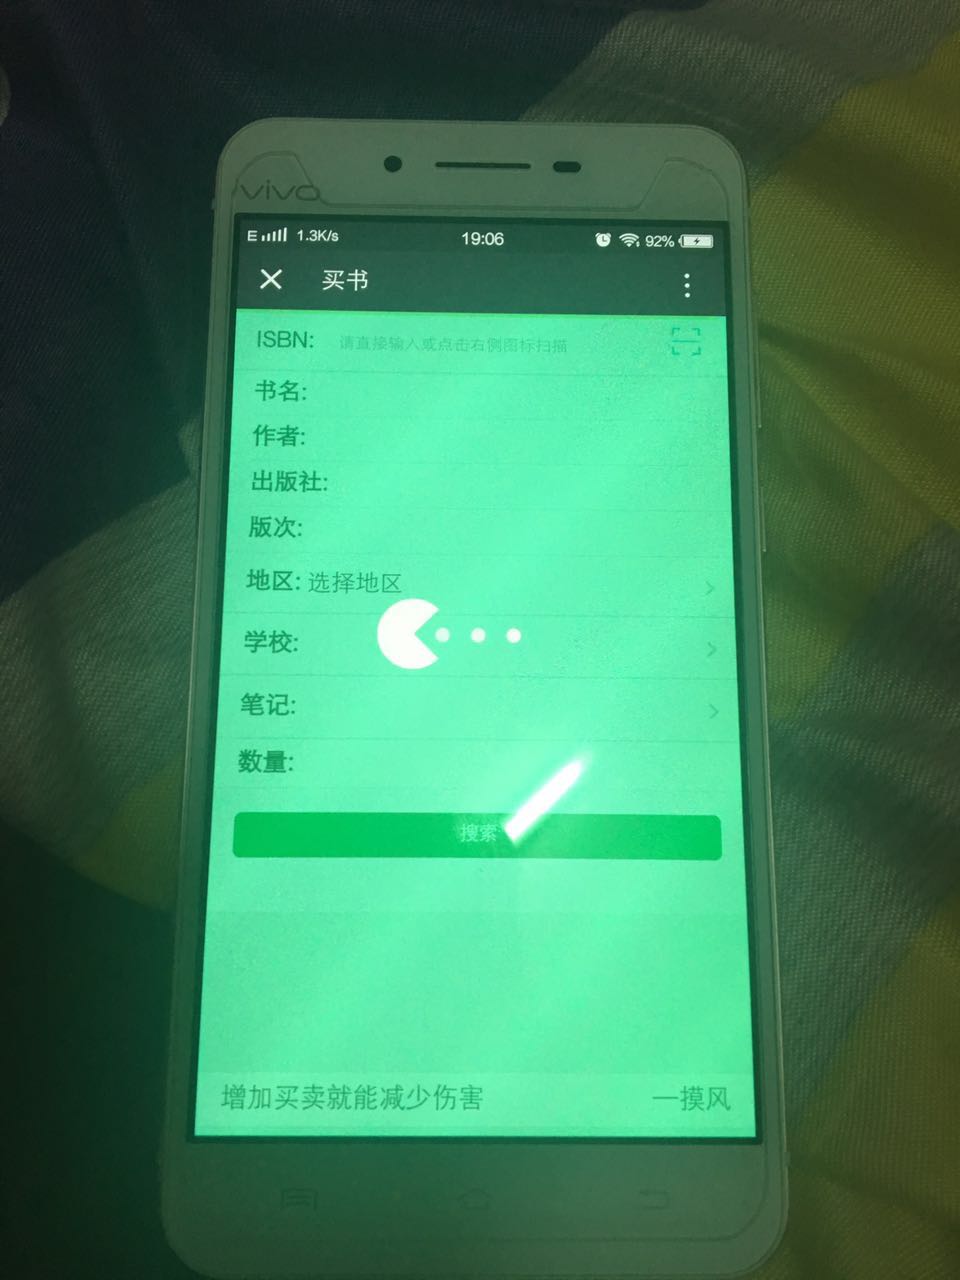 vivo
E 1.3K/s 19:06 92%
买书
ISBN: 请直接输入或点击右侧图标扫描
书名:
作者:
出版社:
版次:
地区: 选择地区
学校:
笔记:
数量:
搜索
增加买卖就能减少伤害 一摸风